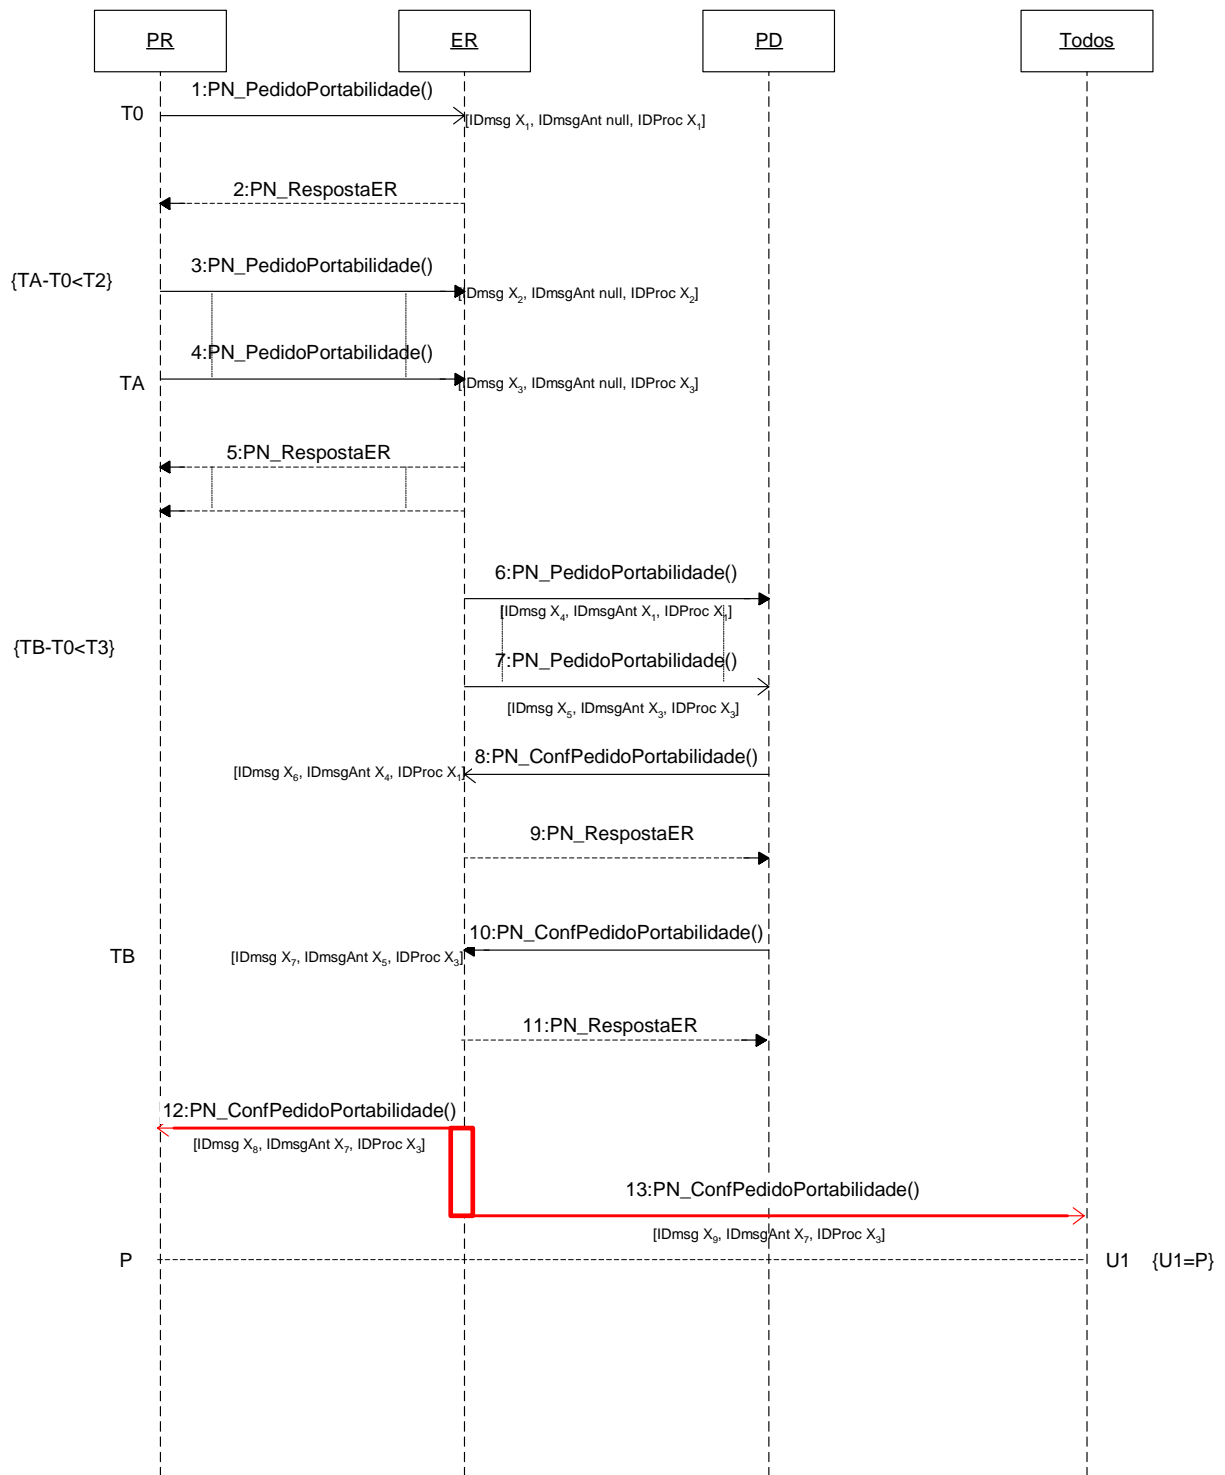 PR ER PD Todos
1:PN_PedidoPortabilidade()
T0 [IDmsg X1, IDmsgAnt null, IDProc X1]
2:PN_RespostaER
3:PN_PedidoPortabilidade()
{TA-T0<T2}
[IDmsg X2, IDmsgAnt null, IDProc X2]
4:PN_PedidoPortabilidade()
TA [IDmsg X3, IDmsgAnt null, IDProc X3]
5:PN_RespostaER
6:PN_PedidoPortabilidade()
[IDmsg X4, IDmsgAnt X1, IDProc X1]
{TB-T0<T3}
7:PN_PedidoPortabilidade()
[IDmsg X5, IDmsgAnt X3, IDProc X3]
8:PN_ConfPedidoPortabilidade()
[IDmsg X6, IDmsgAnt X4, IDProc X1]
9:PN_RespostaER
10:PN_ConfPedidoPortabilidade()
TB [IDmsg X7, IDmsgAnt X5, IDProc X3]
11:PN_RespostaER
12:PN_ConfPedidoPortabilidade()
[IDmsg X8, IDmsgAnt X7, IDProc X3]
13:PN_ConfPedidoPortabilidade()
[IDmsg X9, IDmsgAnt X7, IDProc X3]
P U1 {U1=P}